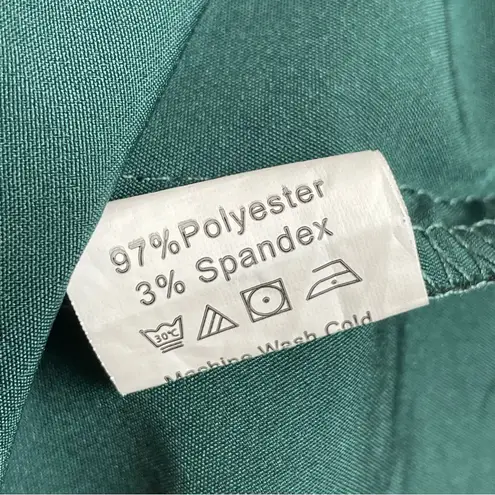 97%Polyester
3% Spandex
30°C
Machine Wash Cold